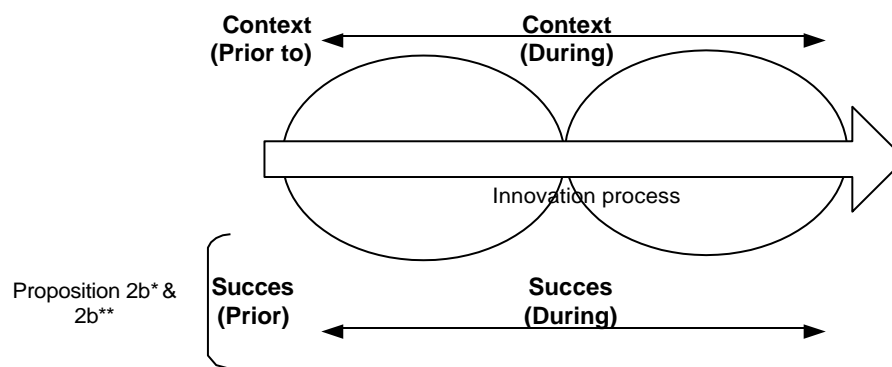 Context
(Prior to)
Context
(During)
Innovation process
Proposition 2b* &
2b**
Succes
(Prior)
Succes
(During)